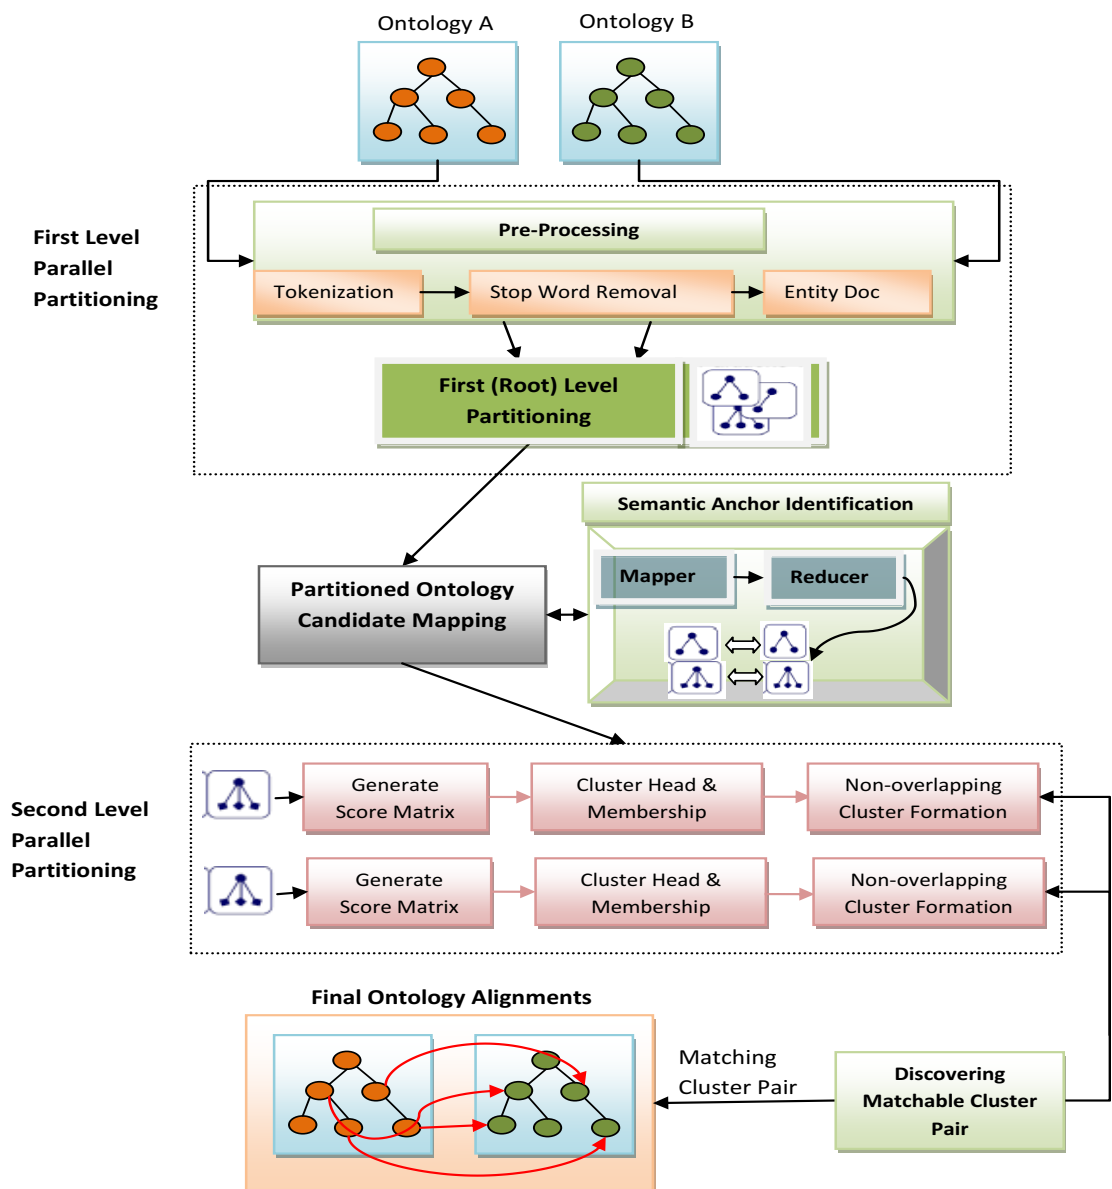 Ontology A
Ontology B
First Level
Parallel
Partitioning
Pre-Processing
Tokenization
Stop Word Removal
Entity Doc
First (Root) Level
Partitioning
Semantic Anchor Identification
Mapper
Reducer
Partitioned Ontology
Candidate Mapping
Second Level
Parallel
Partitioning
Generate
Score Matrix
Cluster Head &
Membership
Non-overlapping
Cluster Formation
Generate
Score Matrix
Cluster Head &
Membership
Non-overlapping
Cluster Formation
Final Ontology Alignments
Matching
Cluster Pair
Discovering
Matchable Cluster
Pair